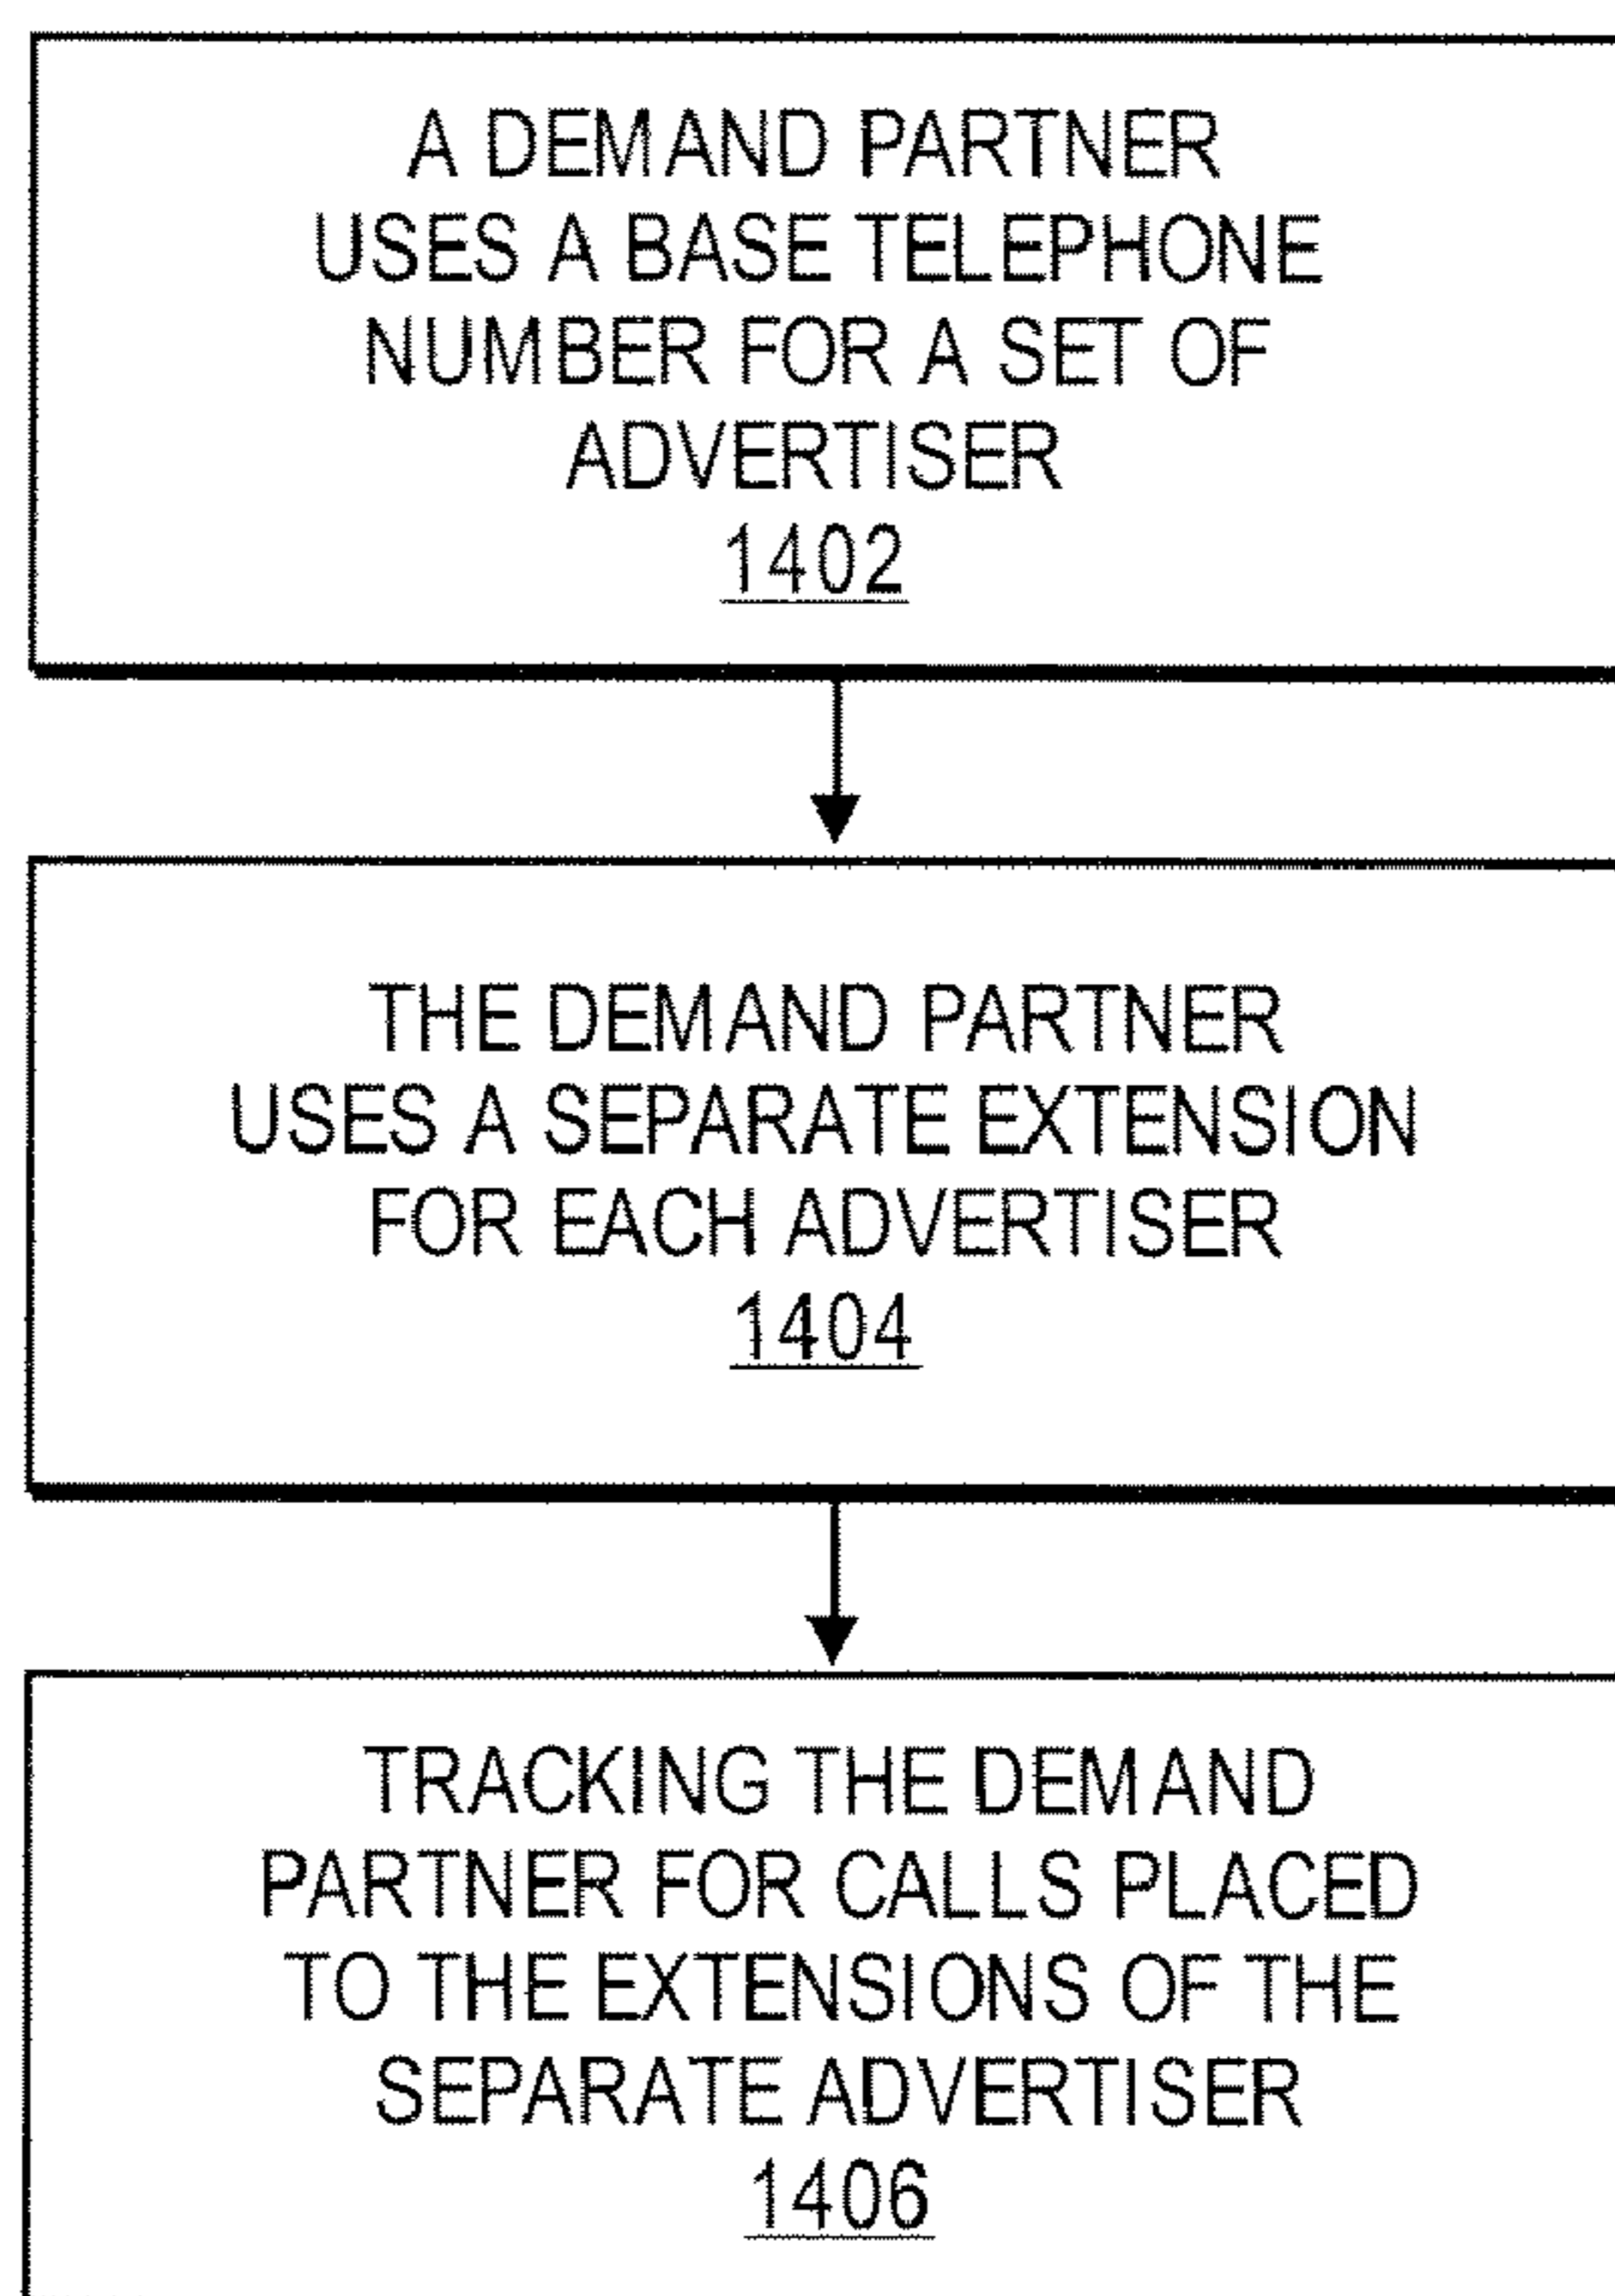 A DEMAND PARTNER
USES A BASE TELEPHONE
NUMBER FOR A SET OF
ADVERTISER
1402
THE DEMAND PARTNER
USES A SEPARATE EXTENSION
FOR EACH ADVERTISER
1404
TRACKING THE DEMAND
PARTNER FOR CALLS PLACED
TO THE EXTENSIONS OF THE
SEPARATE ADVERTISER
1406